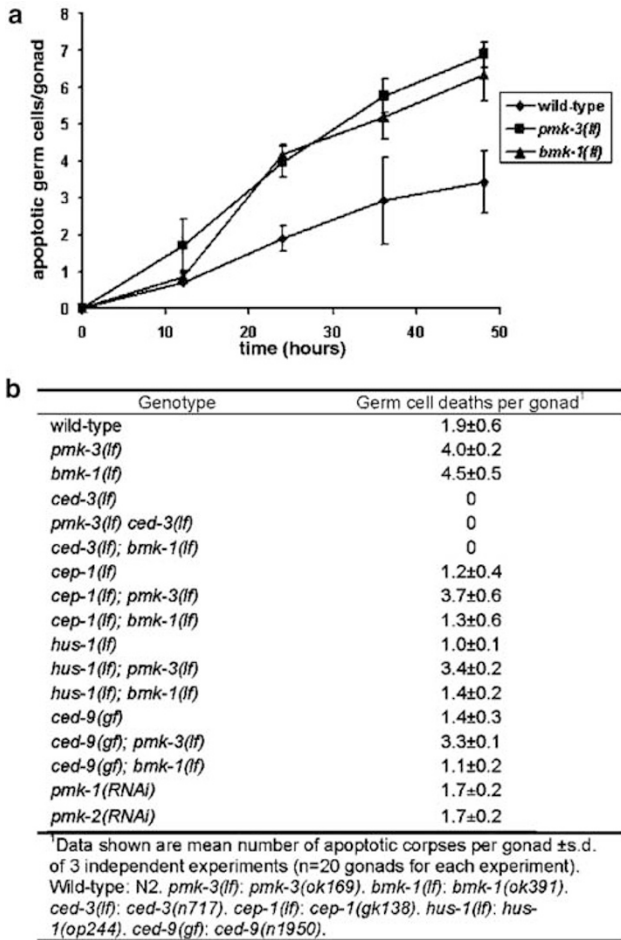 a
apoptotic germ cells/gonad
8
7
6
5
4
3
2
1
0
0 10 20 30 40 50
time (hours)
wild-type
pmk-3(lf)
bmk-1(lf)
b
Genotype Germ cell deaths per gonad¹
wild-type 1.9±0.6
pmk-3(lf) 4.0±0.2
bmk-1(lf) 4.5±0.5
ced-3(lf) 0
pmk-3(lf) ced-3(lf) 0
ced-3(lf); bmk-1(lf) 0
cep-1(lf) 1.2±0.4
cep-1(lf); pmk-3(lf) 3.7±0.6
cep-1(lf); bmk-1(lf) 1.3±0.6
hus-1(lf) 1.0±0.1
hus-1(lf); pmk-3(lf) 3.4±0.2
hus-1(lf); bmk-1(lf) 1.4±0.2
ced-9(gf) 1.4±0.3
ced-9(gf); pmk-3(lf) 3.3±0.1
ced-9(gf); bmk-1(lf) 1.1±0.2
pmk-1(RNAi) 1.7±0.2
pmk-2(RNAi) 1.7±0.2
¹Data shown are mean number of apoptotic corpses per gonad ±s.d.
of 3 independent experiments (n=20 gonads for each experiment).
Wild-type: N2. pmk-3(lf): pmk-3(ok169). bmk-1(lf): bmk-1(ok391).
ced-3(lf): ced-3(n717). cep-1(lf): cep-1(gk138). hus-1(lf): hus-
1(op244). ced-9(gf): ced-9(n1950).